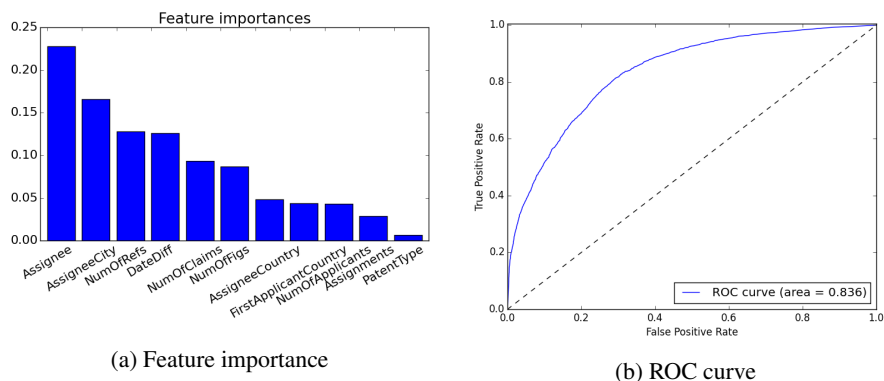 Feature importances
0.25
0.20
0.15
0.10
0.05
0.00
Assignee
AssigneeCity
NumOfRefs
DateDiff
NumOfClaims
NumOfFigs
AssigneeCountry
FirstApplicantCountry
NumOfApplicants
Assignments
PatentType
(a) Feature importance
1.0
0.8
0.6
0.4
0.2
0.0
True Positive Rate
ROC curve (area = 0.836)
0.0 0.2 0.4 0.6 0.8 1.0
False Positive Rate
(b) ROC curve